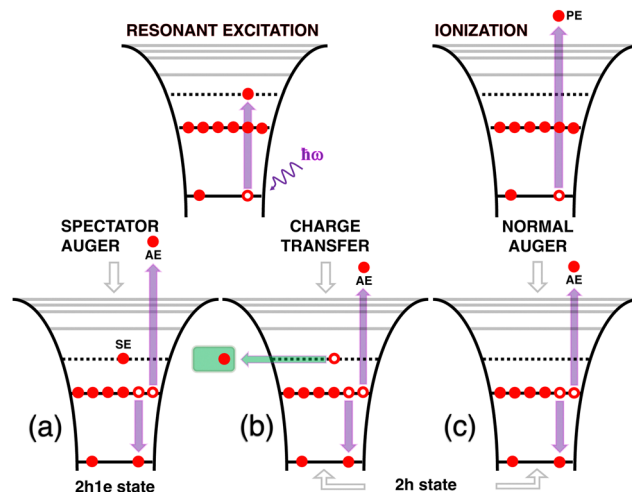 RESONANT EXCITATION
IONIZATION
PE
ħω
SPECTATOR
AUGER
AE
CHARGE
TRANSFER
AE
NORMAL
AUGER
AE
SE
(a)
(b)
(c)
2h1e state
2h state